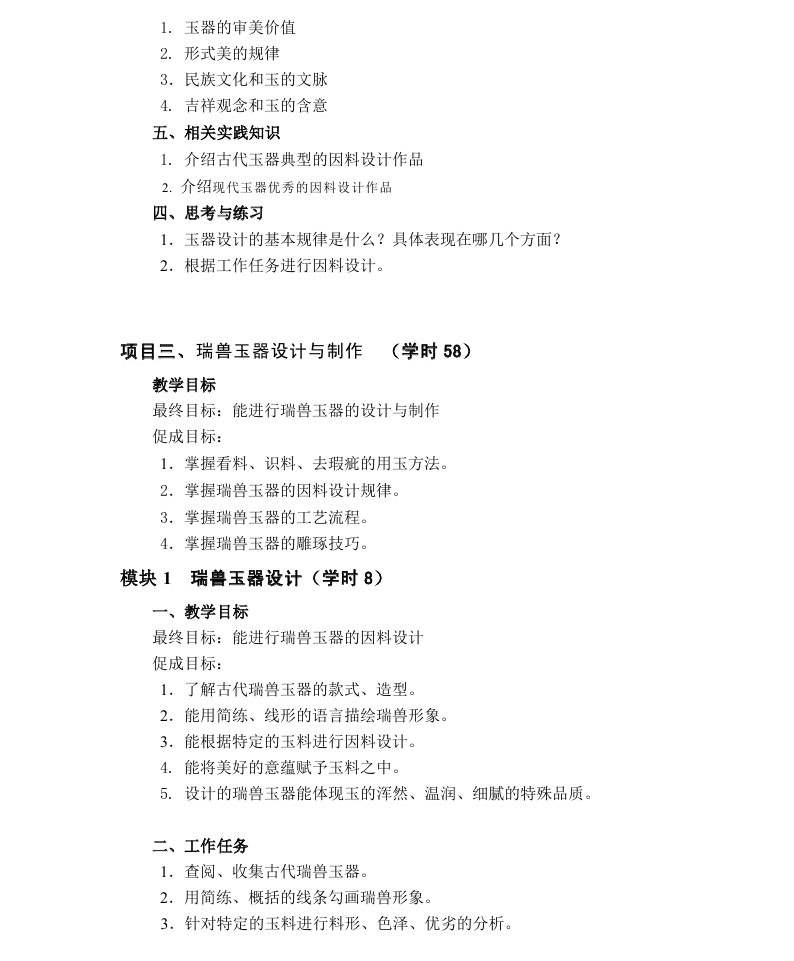 1. 玉器的审美价值
2. 形式美的规律
3. 民族文化和玉的文脉
4. 吉祥观念和玉的含意
五、相关实践知识
1. 介绍古代玉器典型的因料设计作品
2. 介绍现代玉器优秀的因料设计作品
四、思考与练习
1．玉器设计的基本规律是什么？具体表现在哪几个方面？
2．根据工作任务进行因料设计。
项目三、瑞兽玉器设计与制作 （学时 58）
教学目标
最终目标：能进行瑞兽玉器的设计与制作
促成目标：
1．掌握看料、识料、去瑕疵的用玉方法。
2．掌握瑞兽玉器的因料设计规律。
3．掌握瑞兽玉器的工艺流程。
4．掌握瑞兽玉器的雕琢技巧。
模块 1 瑞兽玉器设计（学时 8）
一、教学目标
最终目标：能进行瑞兽玉器的因料设计
促成目标：
1．了解古代瑞兽玉器的款式、造型。
2．能用简练、线形的语言描绘瑞兽形象。
3．能根据特定的玉料进行因料设计。
4. 能将美好的意蕴赋予玉料之中。
5. 设计的瑞兽玉器能体现玉的浑然、温润、细腻的特殊品质。
二、工作任务
1．查阅、收集古代瑞兽玉器。
2．用简练、概括的线条勾画瑞兽形象。
3．针对特定的玉料进行料形、色泽、优劣的分析。